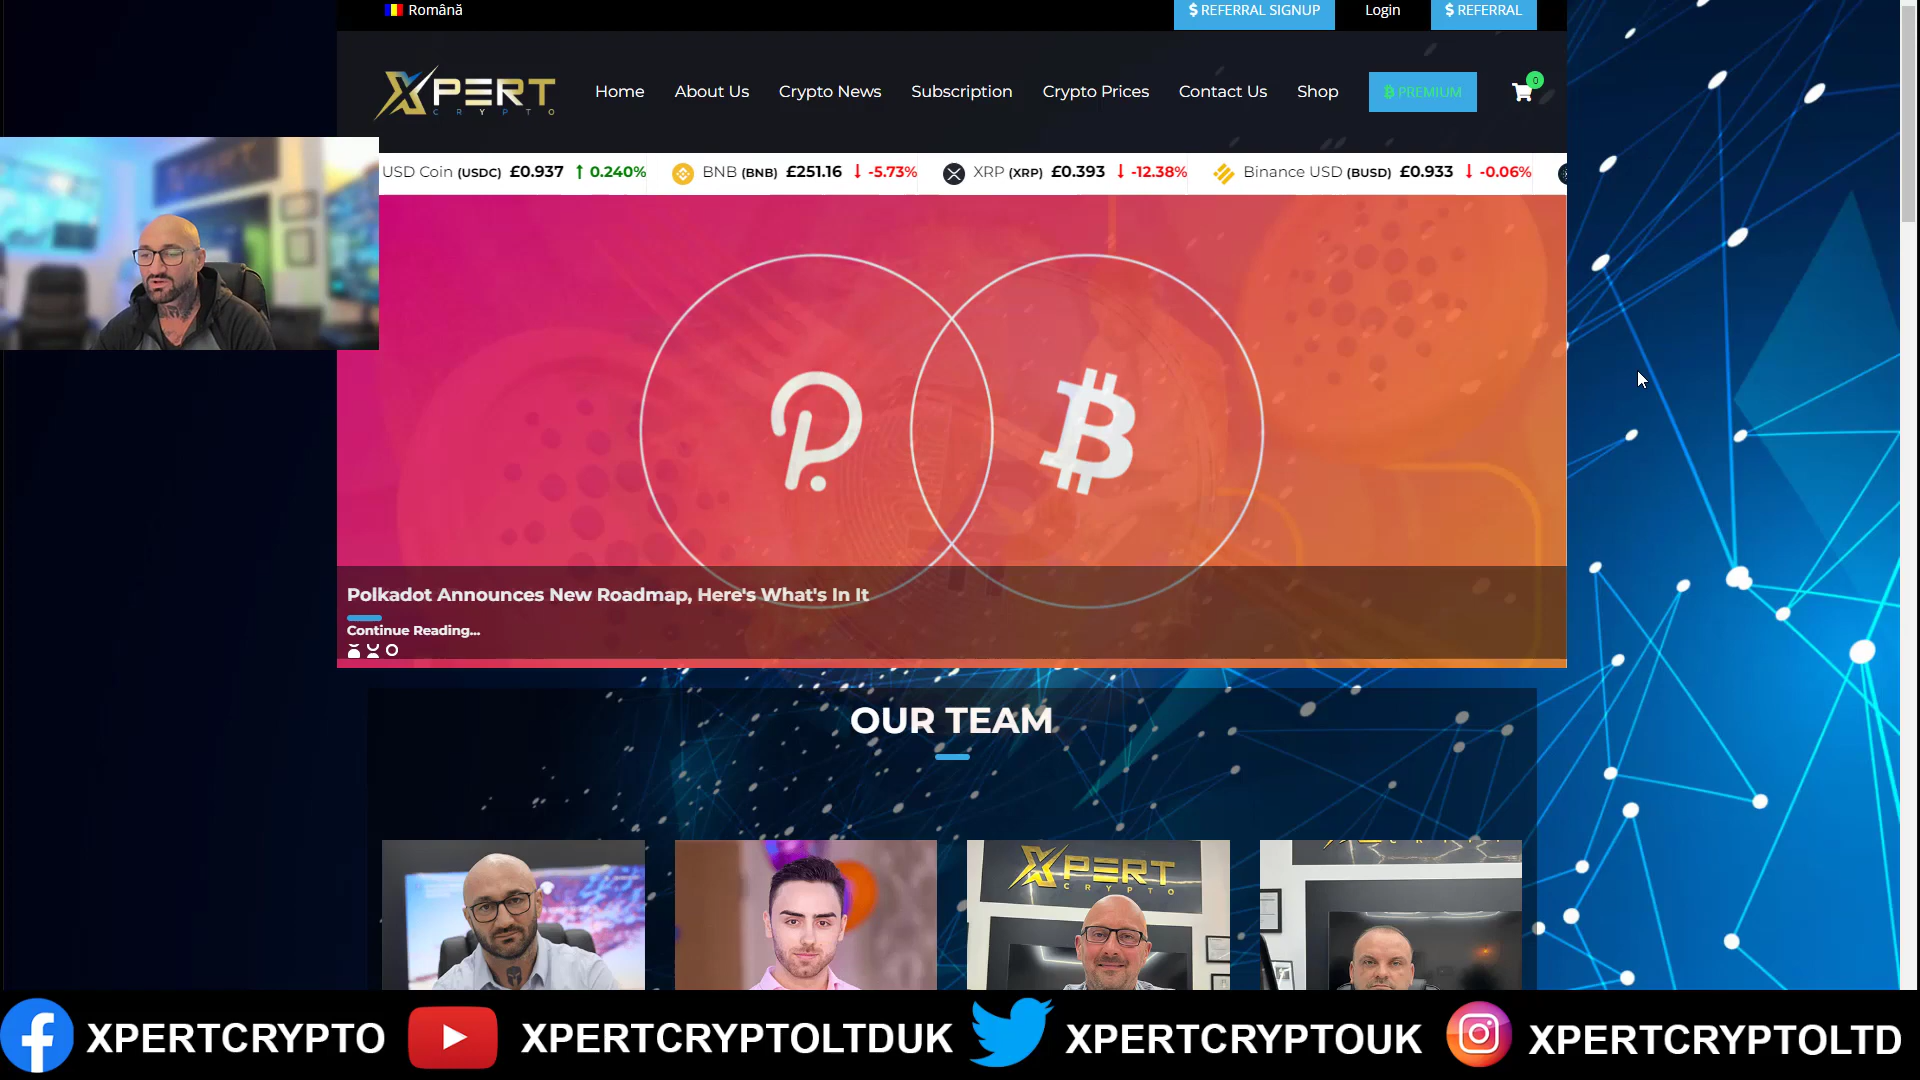 Română
$ REFERRAL SIGNUP
Login
$ REFERRAL
XPERT
CRYPTO
Home
About Us
Crypto News
Subscription
Crypto Prices
Contact Us
Shop
PREMIUM
0
USD Coin (USDC) £0.937 ↑ 0.240%
BNB (BNB) £251.16 ↓ -5.73%
XRP (XRP) £0.393 ↓ -12.38%
Binance USD (BUSD) £0.933 ↓ -0.06%
Polkadot Announces New Roadmap, Here's What's In It
Continue Reading...
OUR TEAM
XPERT
CRYPTO
XPERTCRYPTO
XPERTCRYPTOLTDUK
XPERTCRYPTOUK
XPERTCRYPTOLTD